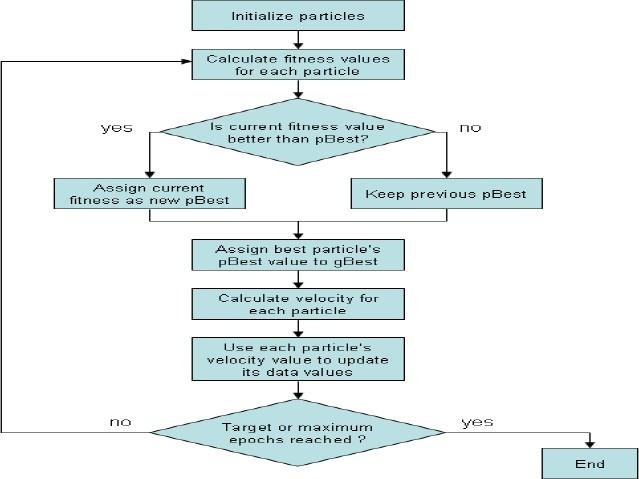 Initialize particles
Calculate fitness values
for each particle
Is current fitness value
better than pBest?
yes
no
Assign current
fitness as new pBest
Keep previous pBest
Assign best particle's
pBest value to gBest
Calculate velocity for
each particle
Use each particle's
velocity value to update
its data values
no
Target or maximum
epochs reached ?
yes
End